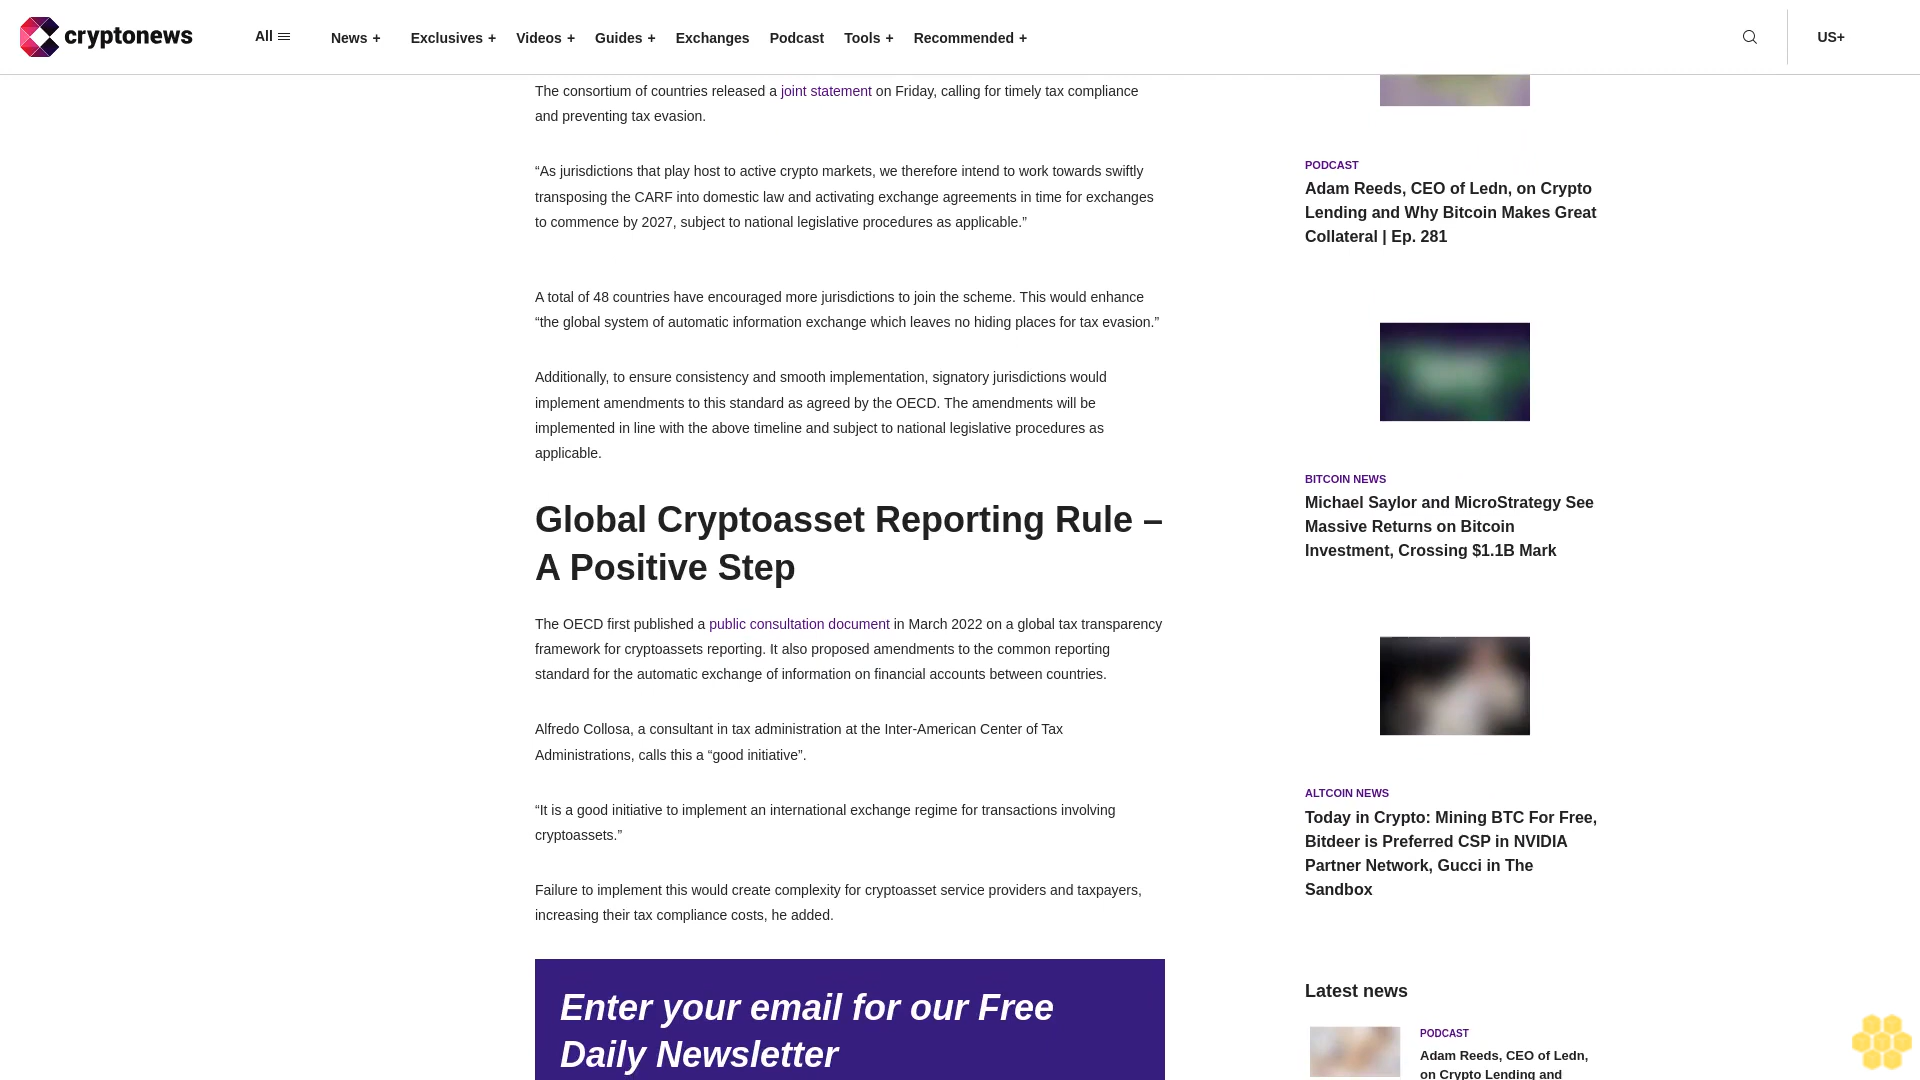 cryptonews
All
News +
Exclusives +
Videos +
Guides +
Exchanges
Podcast
Tools +
Recommended +
US+
The consortium of countries released a joint statement on Friday, calling for timely tax compliance
and preventing tax evasion.
“As jurisdictions that play host to active crypto markets, we therefore intend to work towards swiftly
transposing the CARF into domestic law and activating exchange agreements in time for exchanges
to commence by 2027, subject to national legislative procedures as applicable.”
A total of 48 countries have encouraged more jurisdictions to join the scheme. This would enhance
“the global system of automatic information exchange which leaves no hiding places for tax evasion.”
Additionally, to ensure consistency and smooth implementation, signatory jurisdictions would
implement amendments to this standard as agreed by the OECD. The amendments will be
implemented in line with the above timeline and subject to national legislative procedures as
applicable.
Global Cryptoasset Reporting Rule –
A Positive Step
The OECD first published a public consultation document in March 2022 on a global tax transparency
framework for cryptoassets reporting. It also proposed amendments to the common reporting
standard for the automatic exchange of information on financial accounts between countries.
Alfredo Collosa, a consultant in tax administration at the Inter-American Center of Tax
Administrations, calls this a “good initiative”.
“It is a good initiative to implement an international exchange regime for transactions involving
cryptoassets.”
Failure to implement this would create complexity for cryptoasset service providers and taxpayers,
increasing their tax compliance costs, he added.
Enter your email for our Free
Daily Newsletter
PODCAST
Adam Reeds, CEO of Ledn, on Crypto
Lending and Why Bitcoin Makes Great
Collateral | Ep. 281
BITCOIN NEWS
Michael Saylor and MicroStrategy See
Massive Returns on Bitcoin
Investment, Crossing $1.1B Mark
ALTCOIN NEWS
Today in Crypto: Mining BTC For Free,
Bitdeer is Preferred CSP in NVIDIA
Partner Network, Gucci in The
Sandbox
Latest news
PODCAST
Adam Reeds, CEO of Ledn,
on Crypto Lending and